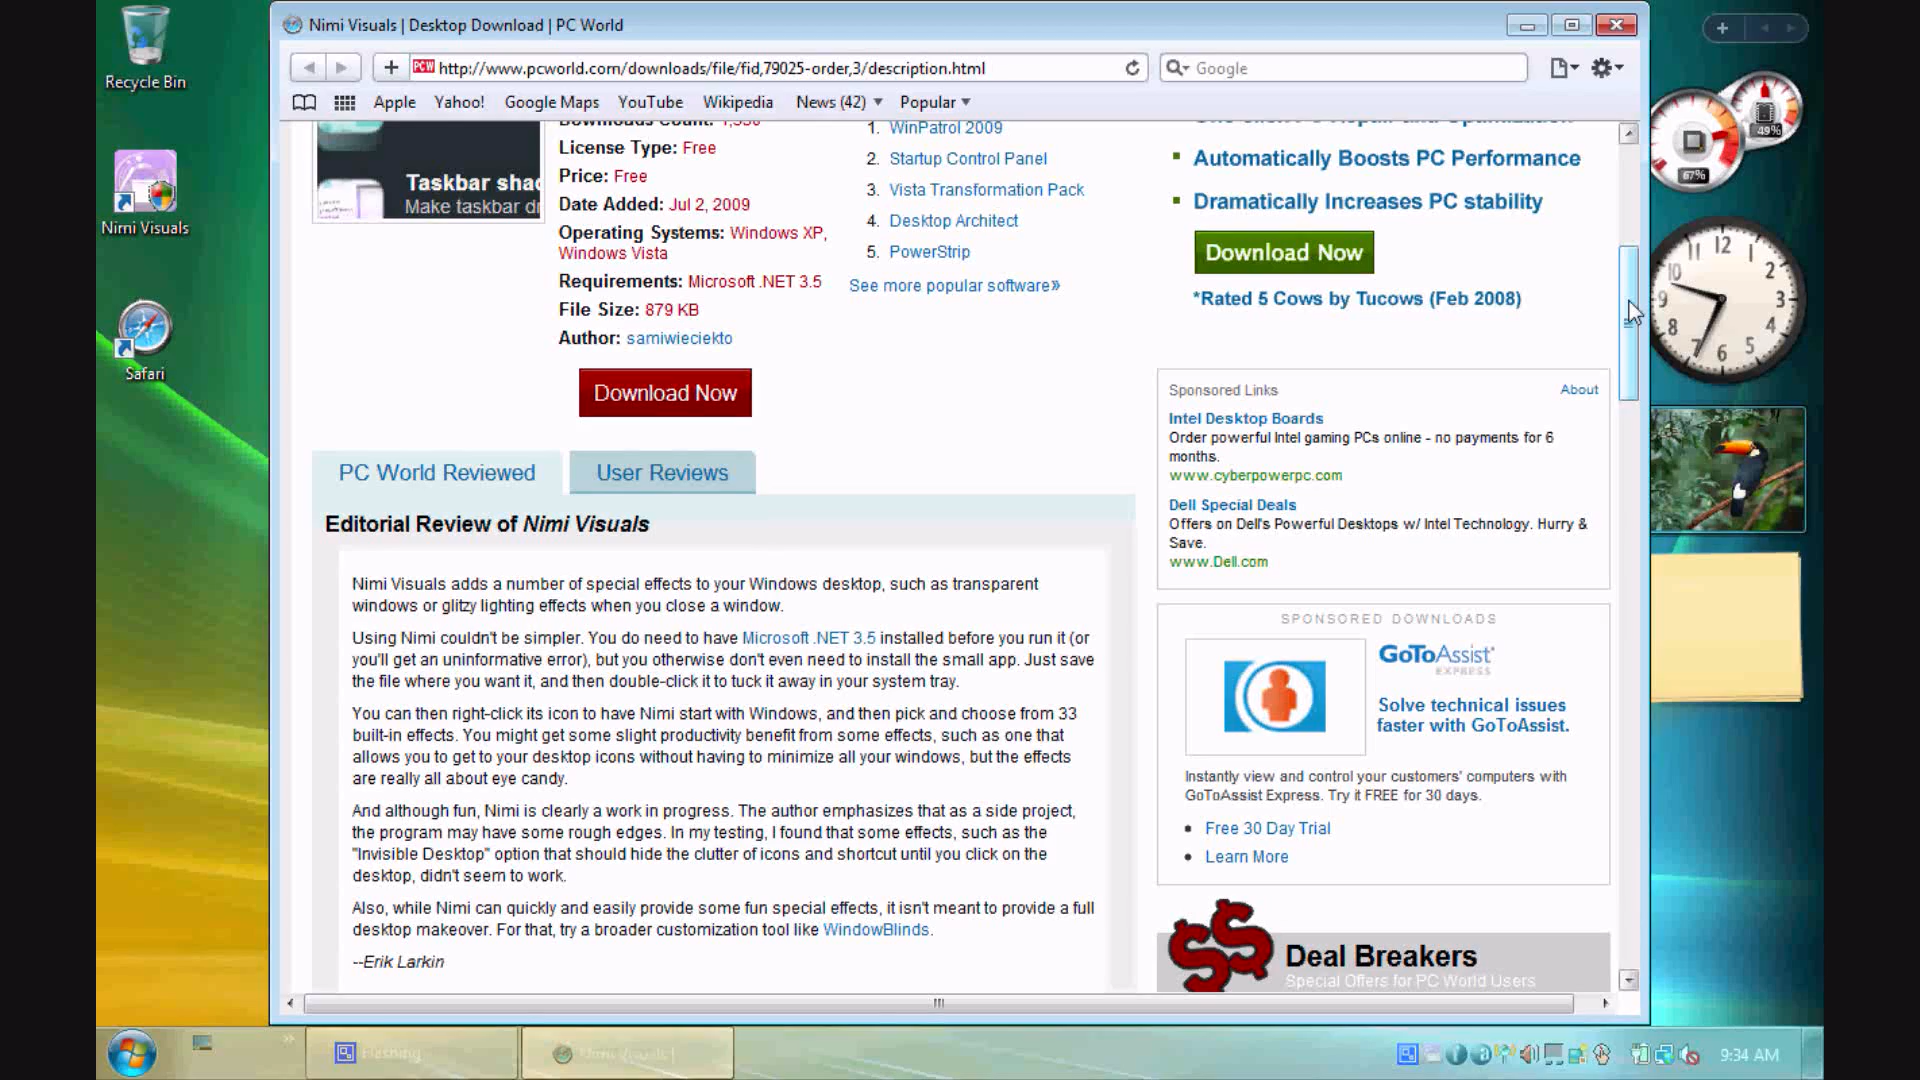 Recycle Bin
Nimi Visuals
Safari
Nimi Visuals | Desktop Download | PC World
PCW http://www.pcworld.com/downloads/file/fid,79025-order,3/description.html
Google
Apple Yahoo! Google Maps YouTube Wikipedia News (42) Popular
Taskbar shad
Make taskbar dr
Downloads Count: 1,330
License Type: Free
Price: Free
Date Added: Jul 2, 2009
Operating Systems: Windows XP,
Windows Vista
Requirements: Microsoft .NET 3.5
File Size: 879 KB
Author: samiwieciekto
Download Now
1. WinPatrol 2009
2. Startup Control Panel
3. Vista Transformation Pack
4. Desktop Architect
5. PowerStrip
See more popular software»
Automatically Boosts PC Performance
Dramatically Increases PC stability
Download Now
*Rated 5 Cows by Tucows (Feb 2008)
Sponsored Links About
Intel Desktop Boards
Order powerful Intel gaming PCs online - no payments for 6
months.
www.cyberpowerpc.com
Dell Special Deals
Offers on Dell's Powerful Desktops w/ Intel Technology. Hurry &
Save.
www.Dell.com
PC World Reviewed User Reviews
Editorial Review of Nimi Visuals
Nimi Visuals adds a number of special effects to your Windows desktop, such as transparent
windows or glitzy lighting effects when you close a window.
Using Nimi couldn't be simpler. You do need to have Microsoft .NET 3.5 installed before you run it (or
you'll get an uninformative error), but you otherwise don't even need to install the small app. Just save
the file where you want it, and then double-click it to tuck it away in your system tray.
You can then right-click its icon to have Nimi start with Windows, and then pick and choose from 33
built-in effects. You might get some slight productivity benefit from some effects, such as one that
allows you to get to your desktop icons without having to minimize all your windows, but the effects
are really all about eye candy.
And although fun, Nimi is clearly a work in progress. The author emphasizes that as a side project,
the program may have some rough edges. In my testing, I found that some effects, such as the
"Invisible Desktop" option that should hide the clutter of icons and shortcut until you click on the
desktop, didn't seem to work.
Also, while Nimi can quickly and easily provide some fun special effects, it isn't meant to provide a full
desktop makeover. For that, try a broader customization tool like WindowBlinds.
--Erik Larkin
SPONSORED DOWNLOADS
GoToAssist
EXPRESS
Solve technical issues
faster with GoToAssist.
Instantly view and control your customers' computers with
GoToAssist Express. Try it FREE for 30 days.
Free 30 Day Trial
Learn More
Deal Breakers
Special Offers for PC World Users
49%
67%
12
11 1
10 2
9 3
8 4
7 5
6
9:34 AM